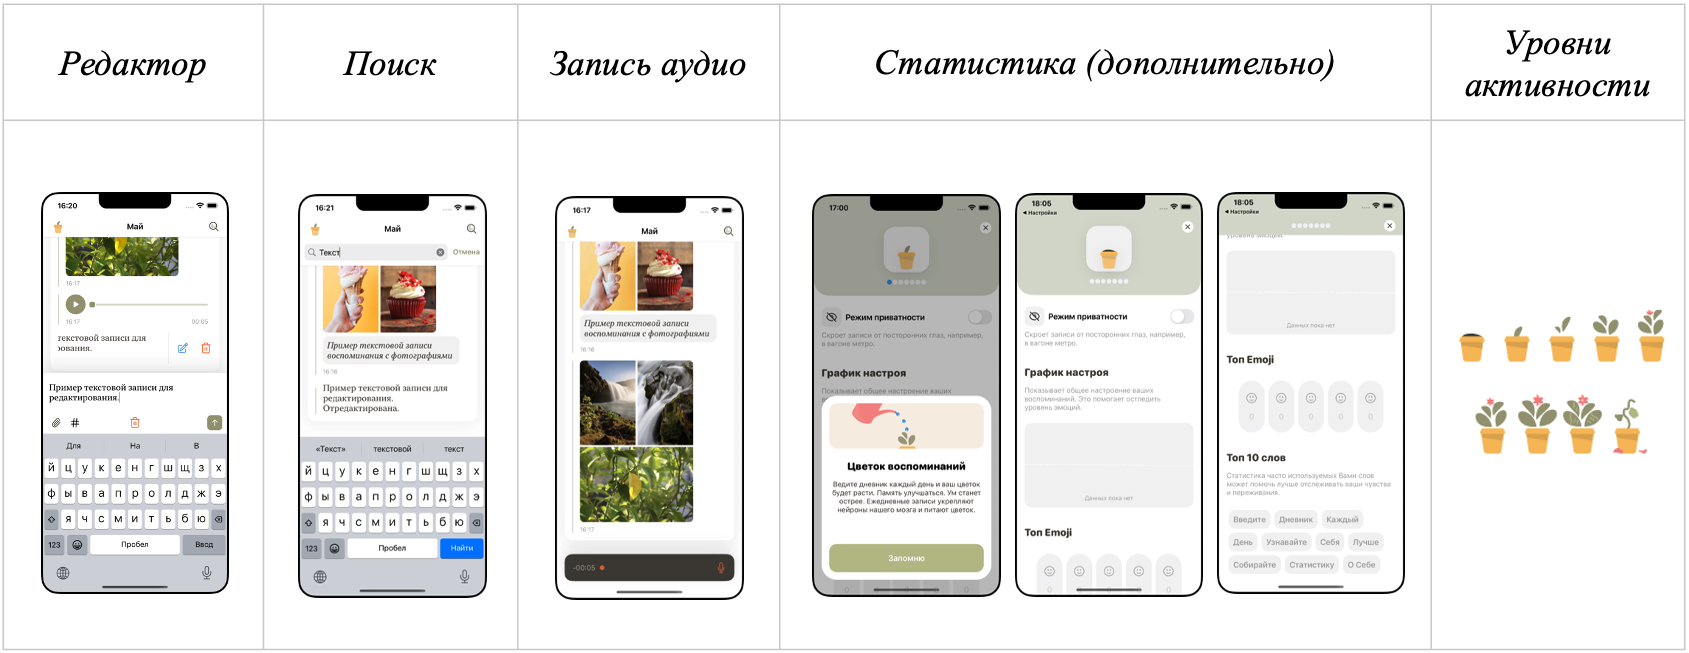 Редактор
Поиск
Запись аудио
Статистика (дополнительно)
Уровни
активности
16:20
Май
16:17
16:17
00:05
текстовой записи для
рования.
Пример текстовой записи для
редактирования.
#
Для
На
В
й ц у к е н г ш щ з х
ф ы в а п р о л д ж э
я ч с м и т ь б ю
123
Пробел
Ввод
16:21
Май
Текст
Отмена
Пример текстовой записи
воспоминания с фотографиями
16:16
Пример текстовой записи для
редактирования.
Отредактирована.
«Текст»
текстовой
текст
й ц у к е н г ш щ з х
ф ы в а п р о л д ж э
я ч с м и т ь б ю
123
Пробел
Найти
16:17
Май
Пример текстовой записи
воспоминания с фотографиями
16:16
16:17
-00:05
17:00
Режим приватности
Скроет записи от посторонних глаз, например,
в вагоне метро.
График настроя
Показывает общее настроение ваших
Цветок воспоминаний
Ведите дневник каждый день и ваш цветок
будет расти. Память улучшаться. Ум станет
острее. Ежедневные записи укрепляют
нейроны нашего мозга и питают цветок.
Запомню
0 0 0 0 0
18:05
Настройки
Режим приватности
Скроет записи от посторонних глаз, например,
в вагоне метро.
График настроя
Показывает общее настроение ваших
воспоминаний. Это помогает отследить
уровень эмоций.
Данных пока нет
Топ Emoji
0 0 0 0 0
18:05
Настройки
уровень эмоций.
Данных пока нет
Топ Emoji
0 0 0 0 0
Топ 10 слов
Статистика часто используемых Вами слов
может помочь лучше отслеживать ваши чувства
и переживания.
Введите Дневник Каждый
День Узнавайте Себя Лучше
Собирайте Статистику О Себе